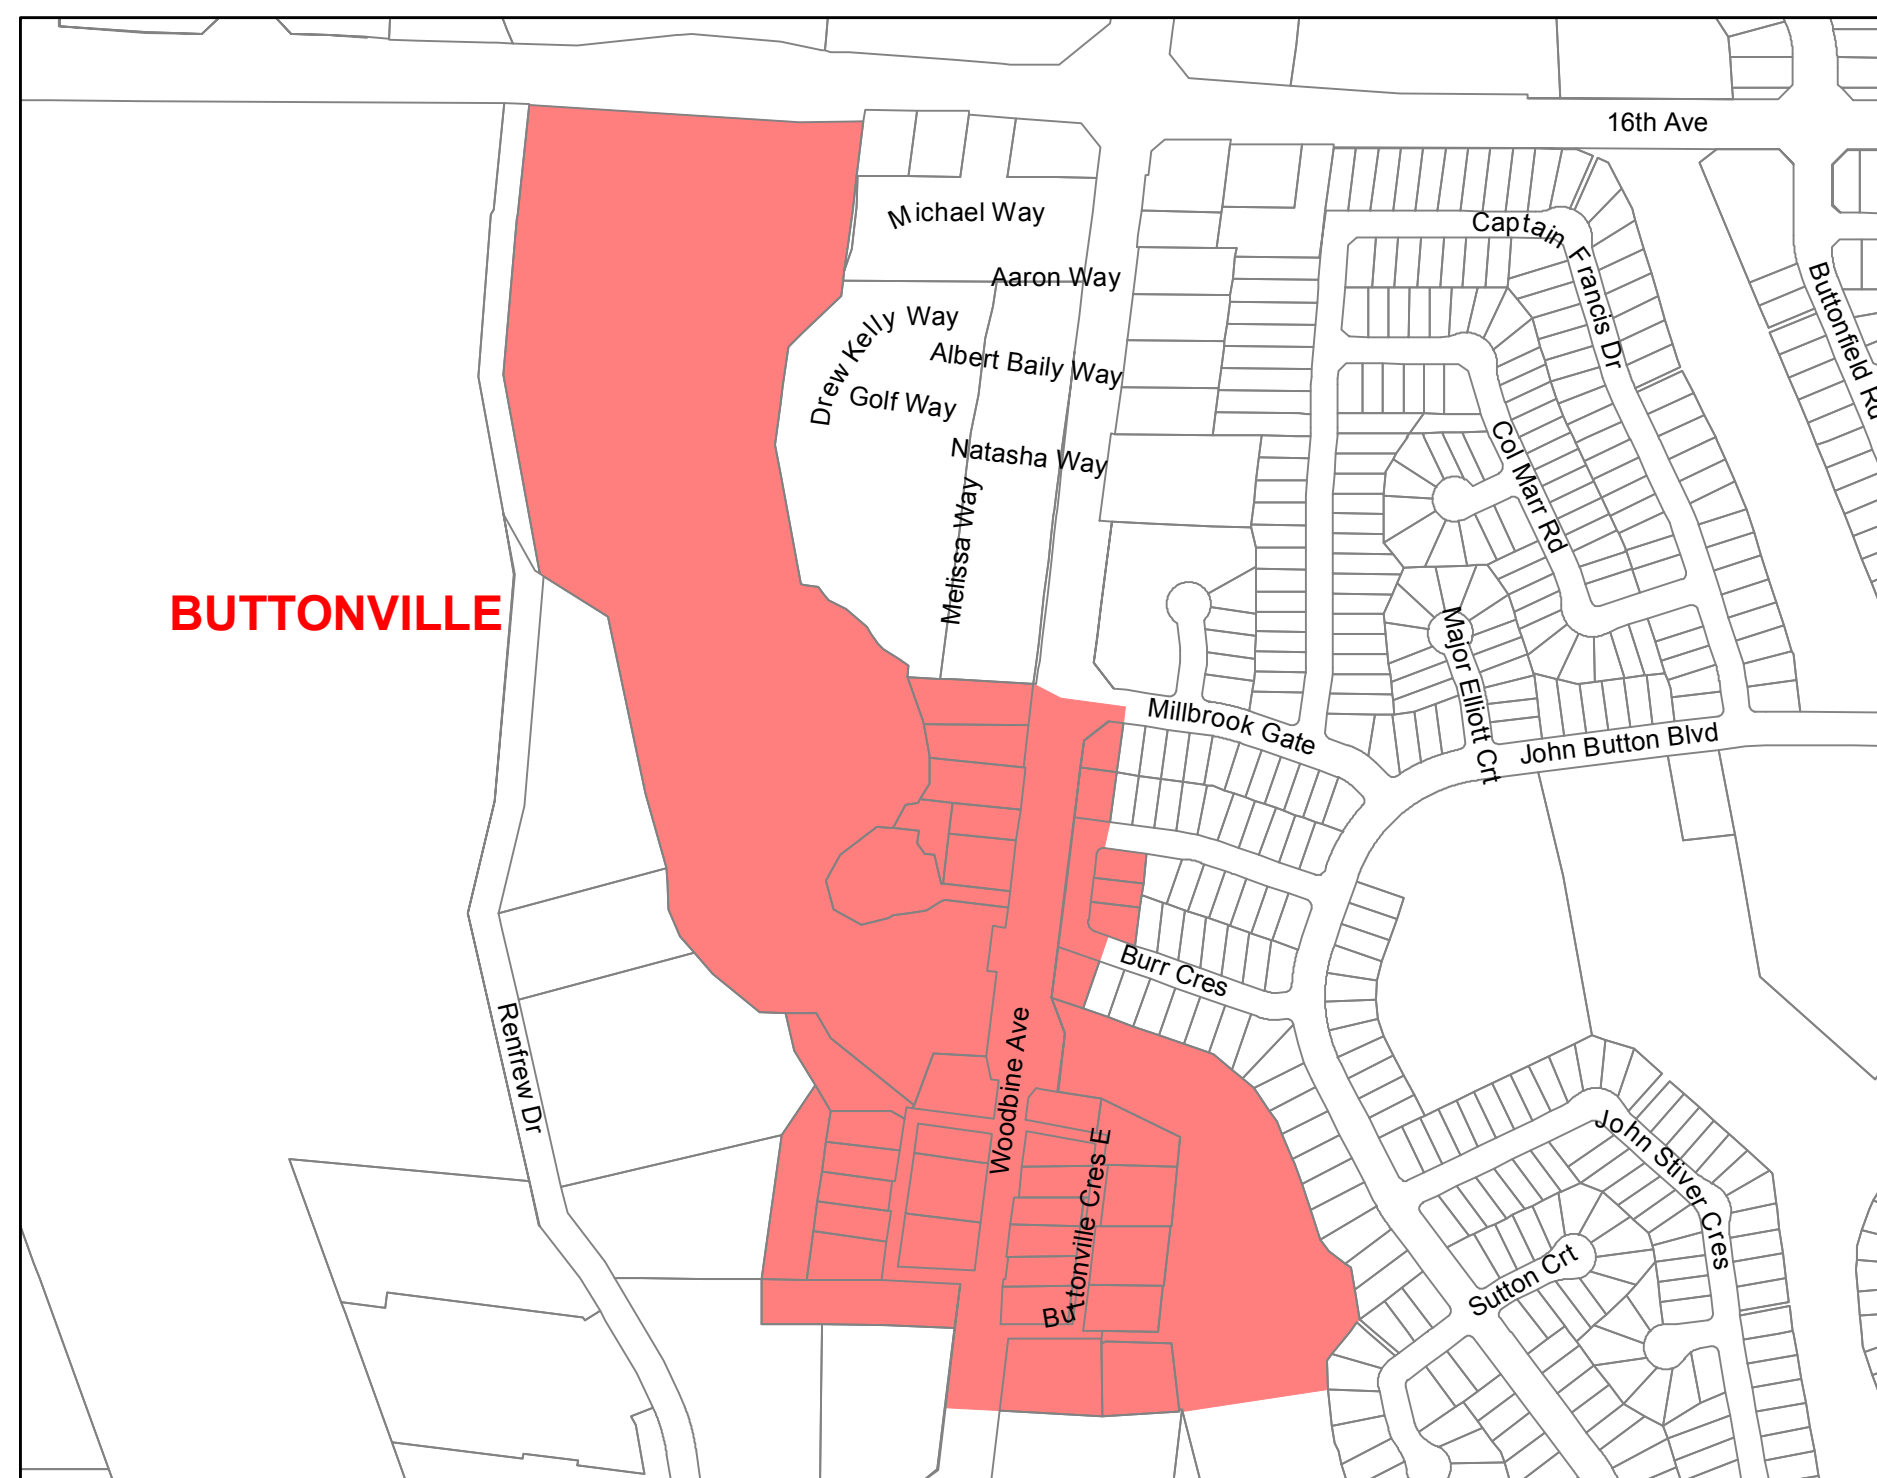 16th Ave
Michael Way
Captain Francis Dr
Aaron Way
Buttonfield Rd
Drew Kelly Way
Albert Baily Way
Golf Way
Natasha Way
Col Marr Rd
Melissa Way
BUTTONVILLE
Major Elliott Crt
Millbrook Gate
John Button Blvd
Burr Cres
Renfrew Dr
Woodbine Ave
Buttonville Cres E
John Stiver Cres
Sutton Crt